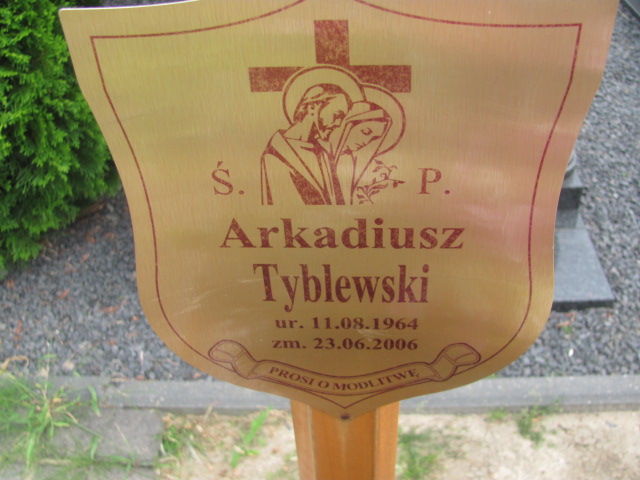 Ś. P.
Arkadiusz
Tyblewski
ur. 11.08.1964
zm. 23.06.2006
PROSI O MODLITWĘ